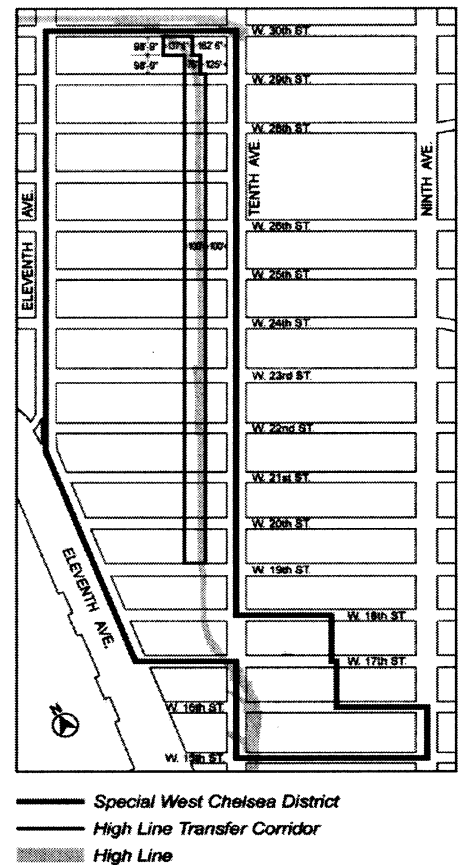 W. 30th ST.
98'-9" 137'6" 162' 6"
98'-9" 75' 125'
W. 29th ST.
W. 28th ST.
TENTH AVE.
NINTH AVE.
ELEVENTH AVE.
W. 26th ST.
100' 100'
W. 25th ST.
W. 24th ST.
W. 23rd ST.
W. 22nd ST.
W. 21st ST.
W. 20th ST.
W. 19th ST.
ELEVENTH AVE.
W. 18th ST.
W. 17th ST.
W. 16th ST.
N
W. 15th ST.
Special West Chelsea District
High Line Transfer Corridor
High Line